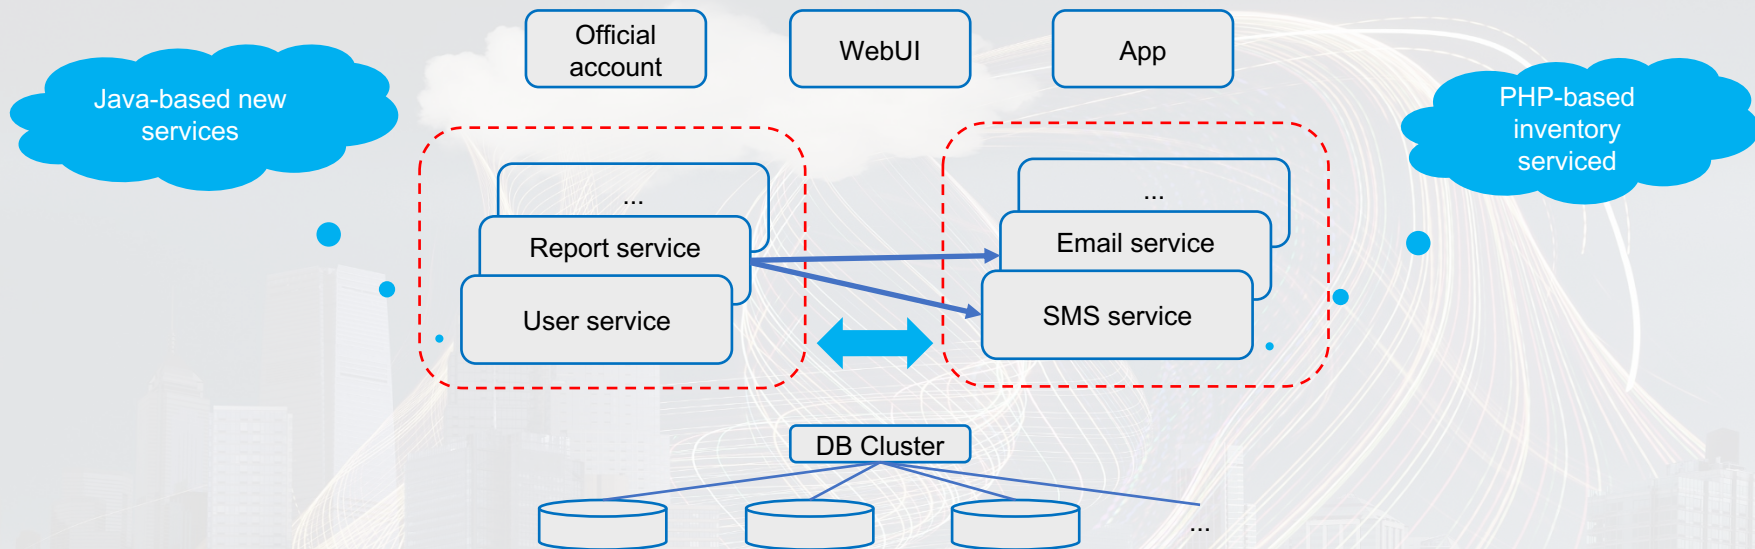 Official
account
WebUI
App
Java-based new
services
PHP-based
inventory
serviced
...
Report service
User service
...
Email service
SMS service
DB Cluster
...